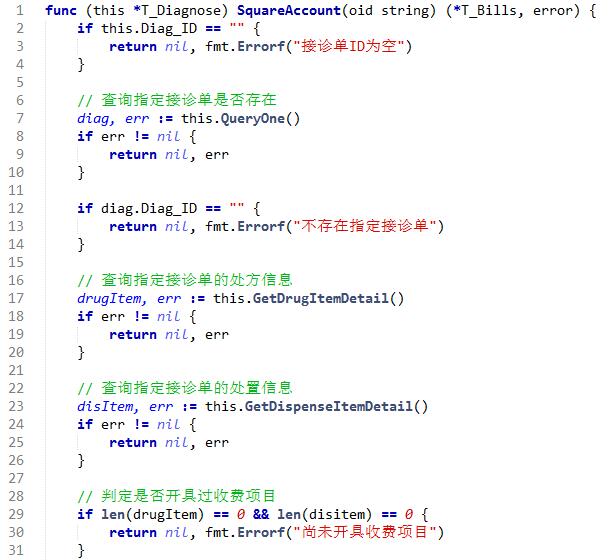 1 func (this *T_Diagnose) SquareAccount(oid string) (*T_Bills, error) {
2     if this.Diag_ID == "" {
3         return nil, fmt.Errorf("接诊单ID为空")
4     }
5
6     // 查询指定接诊单是否存在
7     diag, err := this.QueryOne()
8     if err != nil {
9         return nil, err
10     }
11
12     if diag.Diag_ID == "" {
13         return nil, fmt.Errorf("不存在指定接诊单")
14     }
15
16     // 查询指定接诊单的处方信息
17     drugItem, err := this.GetDrugItemDetail()
18     if err != nil {
19         return nil, err
20     }
21
22     // 查询指定接诊单的处置信息
23     disItem, err := this.GetDispenseItemDetail()
24     if err != nil {
25         return nil, err
26     }
27
28     // 判定是否开具过收费项目
29     if len(drugItem) == 0 && len(disitem) == 0 {
30         return nil, fmt.Errorf("尚未开具收费项目")
31     }